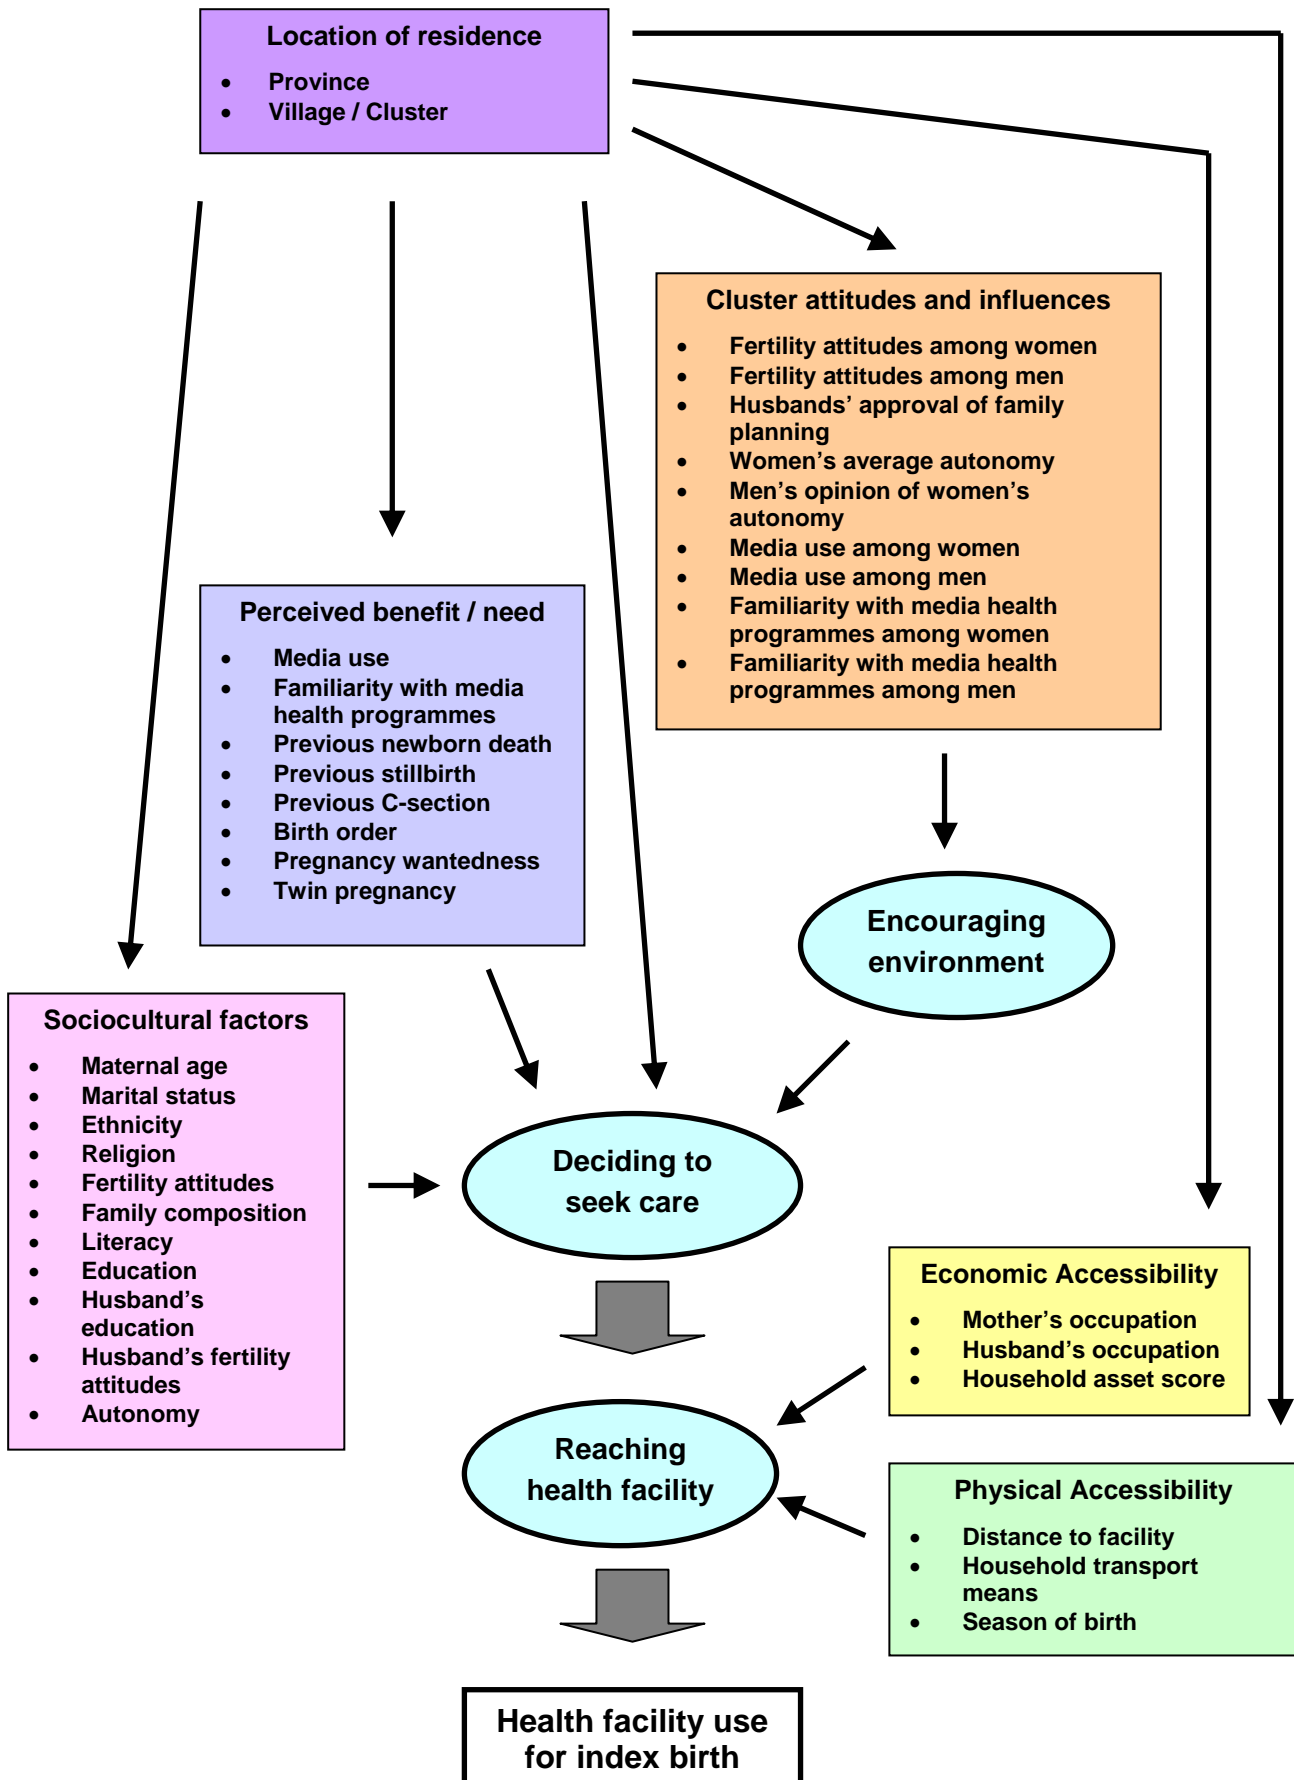 Location of residence
• Province
• Village / Cluster
Cluster attitudes and influences
• Fertility attitudes among women
• Fertility attitudes among men
• Husbands’ approval of family
planning
• Women’s average autonomy
• Men’s opinion of women’s
autonomy
• Media use among women
• Media use among men
• Familiarity with media health
programmes among women
• Familiarity with media health
programmes among men
Perceived benefit / need
• Media use
• Familiarity with media
health programmes
• Previous newborn death
• Previous stillbirth
• Previous C-section
• Birth order
• Pregnancy wantedness
• Twin pregnancy
Encouraging
environment
Sociocultural factors
• Maternal age
• Marital status
• Ethnicity
• Religion
• Fertility attitudes
• Family composition
• Literacy
• Education
• Husband’s
education
• Husband’s fertility
attitudes
• Autonomy
Deciding to
seek care
Economic Accessibility
• Mother’s occupation
• Husband’s occupation
• Household asset score
Reaching
health facility
Physical Accessibility
• Distance to facility
• Household transport
means
• Season of birth
Health facility use
for index birth